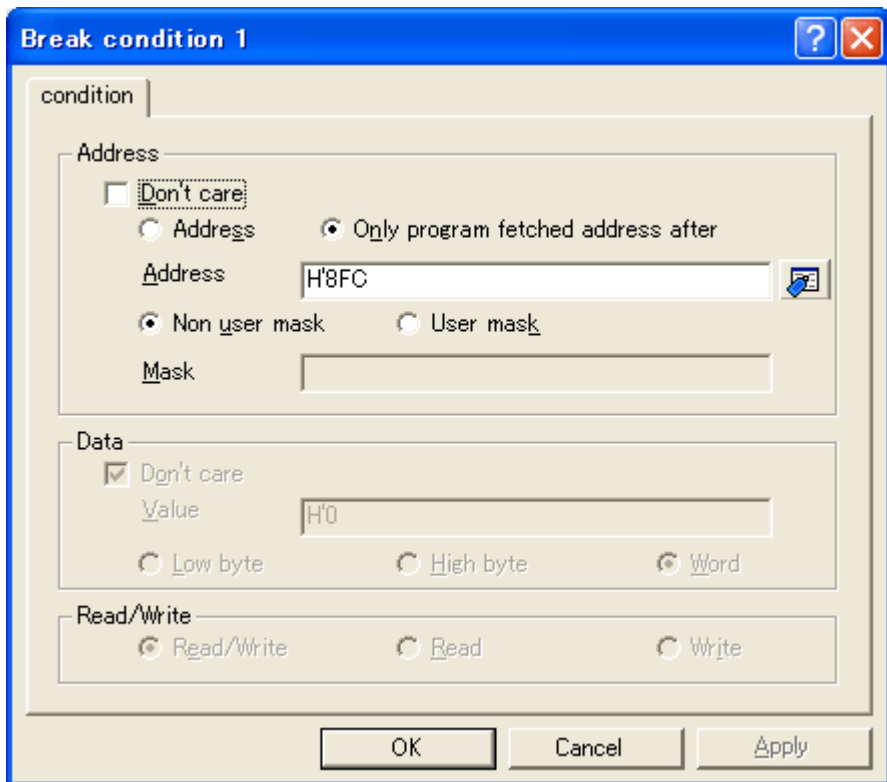 Break condition 1
condition
Address
Don't care
Address Only program fetched address after
Address H'8FC
Non user mask User mask
Mask
Data
Don't care
Value H'0
Low byte High byte Word
Read/Write
Read/Write Read Write
OK Cancel Apply